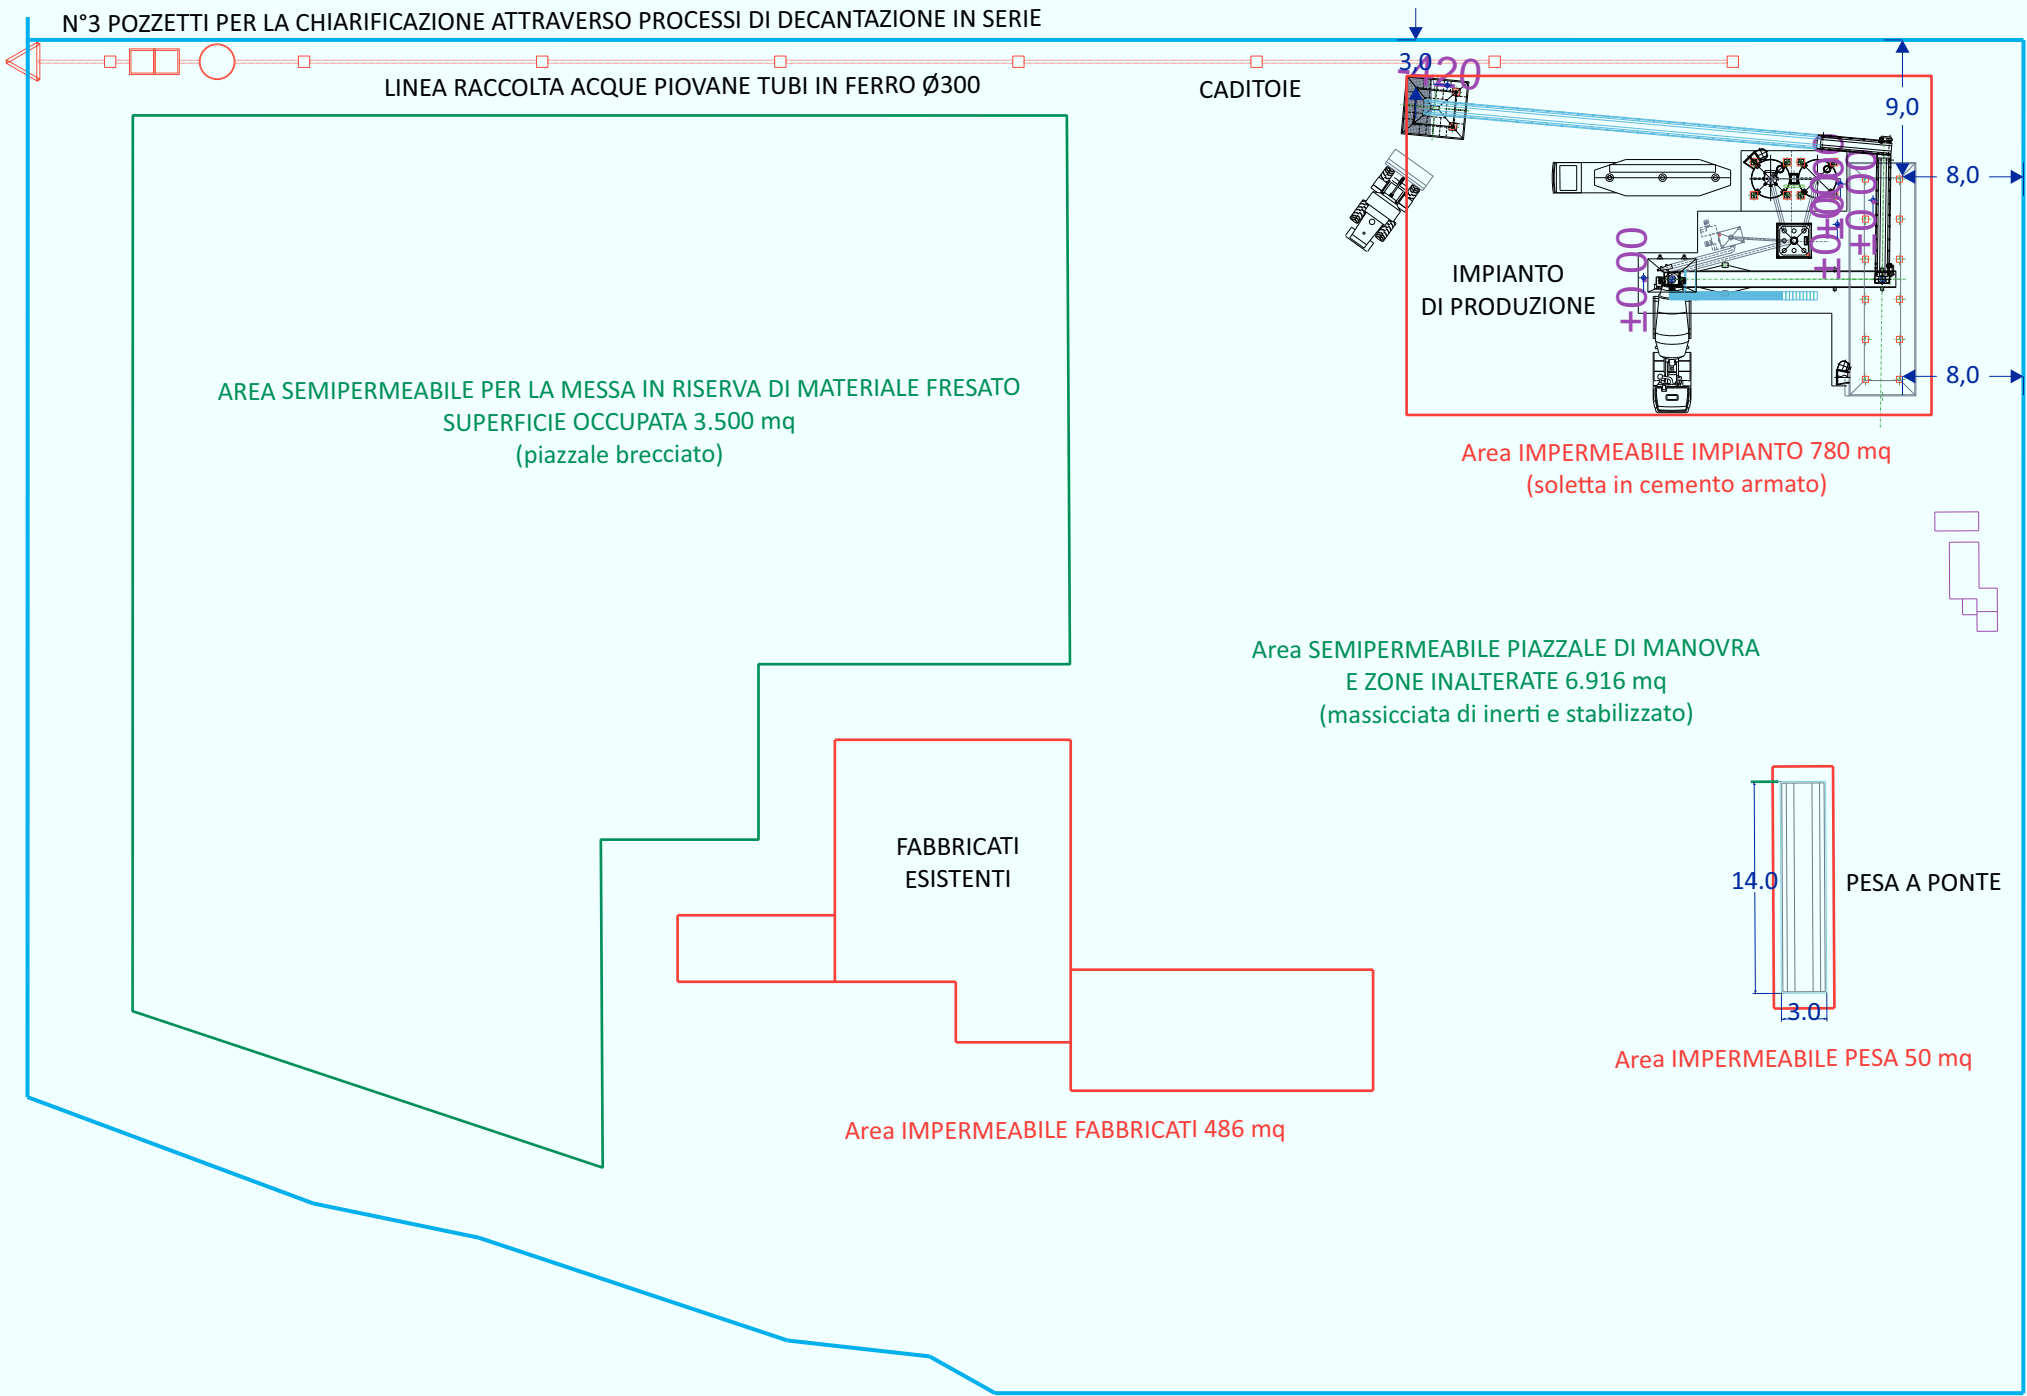 N°3 POZZETTI PER LA CHIARIFICAZIONE ATTRAVERSO PROCESSI DI DECANTAZIONE IN SERIE
LINEA RACCOLTA ACQUE PIOVANE TUBI IN FERRO Ø300
CADITOIE
3,0
9,0
8,0
IMPIANTO
DI PRODUZIONE
±0.00
±0.00
8,0
AREA SEMIPERMEABILE PER LA MESSA IN RISERVA DI MATERIALE FRESATO
SUPERFICIE OCCUPATA 3.500 mq
(piazzale brecciato)
Area IMPERMEABILE IMPIANTO 780 mq
(soletta in cemento armato)
Area SEMIPERMEABILE PIAZZALE DI MANOVRA
E ZONE INALTERATE 6.916 mq
(massicciata di inerti e stabilizzato)
FABBRICATI
ESISTENTI
14.0
PESA A PONTE
3.0
Area IMPERMEABILE PESA 50 mq
Area IMPERMEABILE FABBRICATI 486 mq